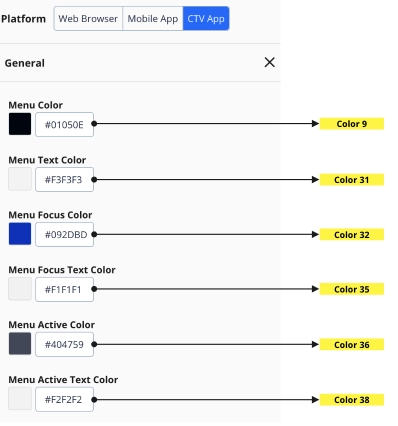 Platform Web Browser Mobile App CTV App
General
Menu Color
#01050E Color 9
Menu Text Color
#F3F3F3 Color 31
Menu Focus Color
#092DBD Color 32
Menu Focus Text Color
#F1F1F1 Color 35
Menu Active Color
#404759 Color 36
Menu Active Text Color
#F2F2F2 Color 38